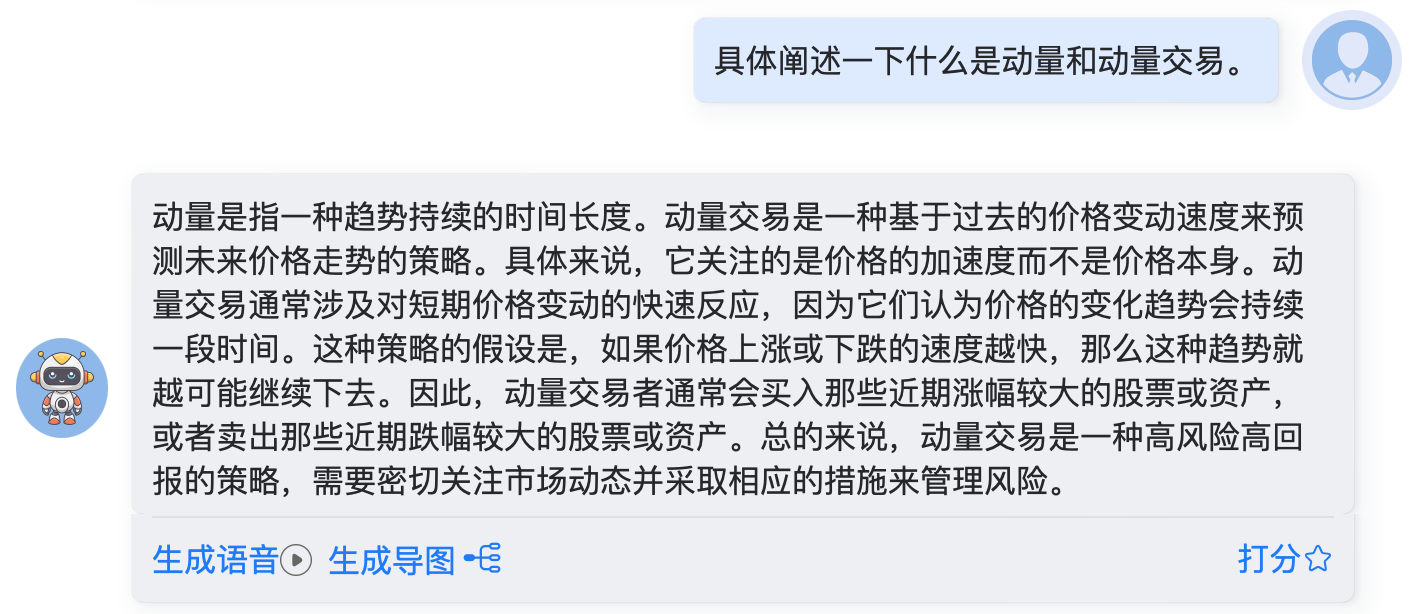 具体阐述一下什么是动量和动量交易。
动量是指一种趋势持续的时间长度。动量交易是一种基于过去的价格变动速度来预
测未来价格走势的策略。具体来说，它关注的是价格的加速度而不是价格本身。动
量交易通常涉及对短期价格变动的快速反应，因为它们认为价格的变化趋势会持续
一段时间。这种策略的假设是，如果价格上涨或下跌的速度越快，那么这种趋势就
越可能继续下去。因此，动量交易者通常会买入那些近期涨幅较大的股票或资产，
或者卖出那些近期跌幅较大的股票或资产。总的来说，动量交易是一种高风险高回
报的策略，需要密切关注市场动态并采取相应的措施来管理风险。
生成语音 生成导图 打分